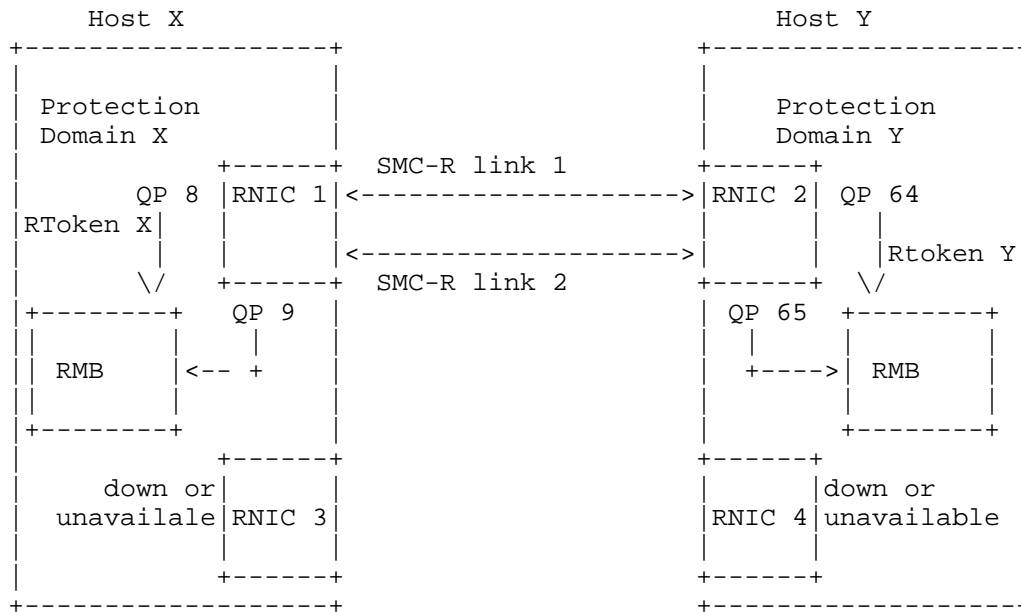 Host X Host Y
Protection Protection
Domain X Domain Y
SMC-R link 1
QP 8 RNIC 1 RNIC 2 QP 64
RToken X
Rtoken Y
SMC-R link 2
QP 9 QP 65
RMB RMB
down or down or
unavailale RNIC 3 RNIC 4 unavailable